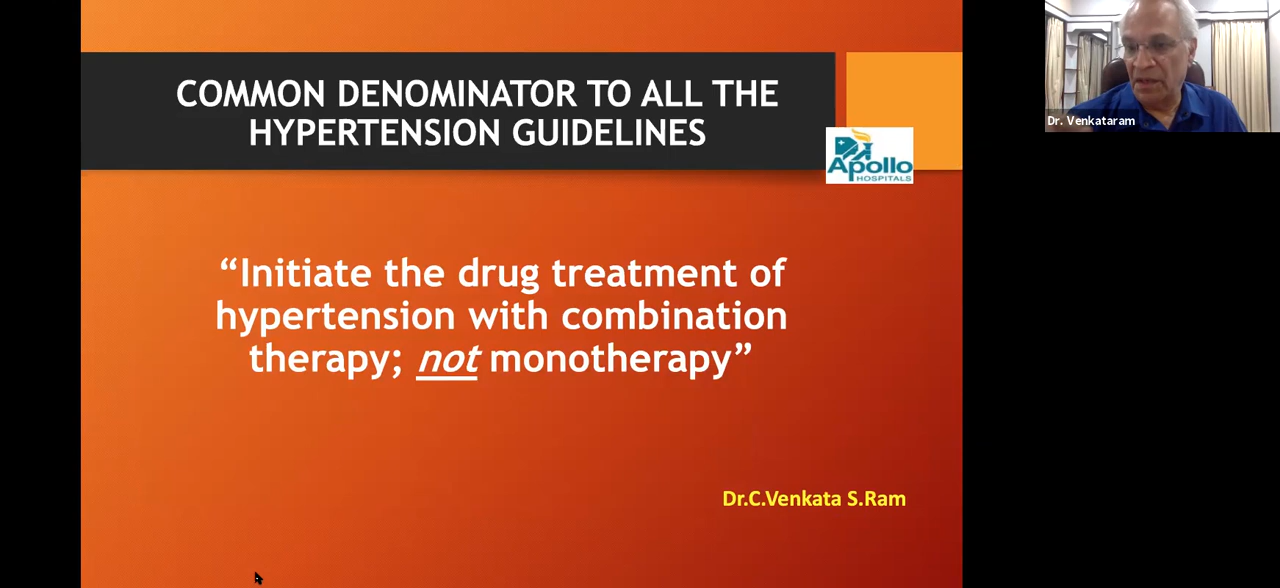 COMMON DENOMINATOR TO ALL THE
HYPERTENSION GUIDELINES
Apollo
HOSPITALS
Dr. Venkataram
“Initiate the drug treatment of
hypertension with combination
therapy; not monotherapy”
Dr.C.Venkata S.Ram